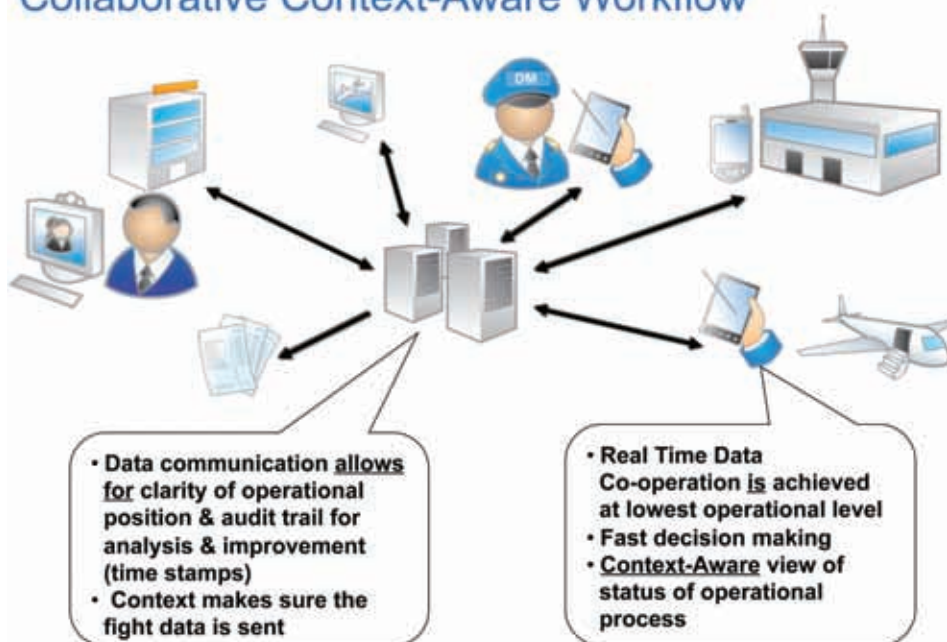 Collaborative Context-Aware Workflow
DM
• Data communication allows
for clarity of operational
position & audit trail for
analysis & improvement
(time stamps)
• Context makes sure the
fight data is sent
• Real Time Data
Co-operation is achieved
at lowest operational level
• Fast decision making
• Context-Aware view of
status of operational
process